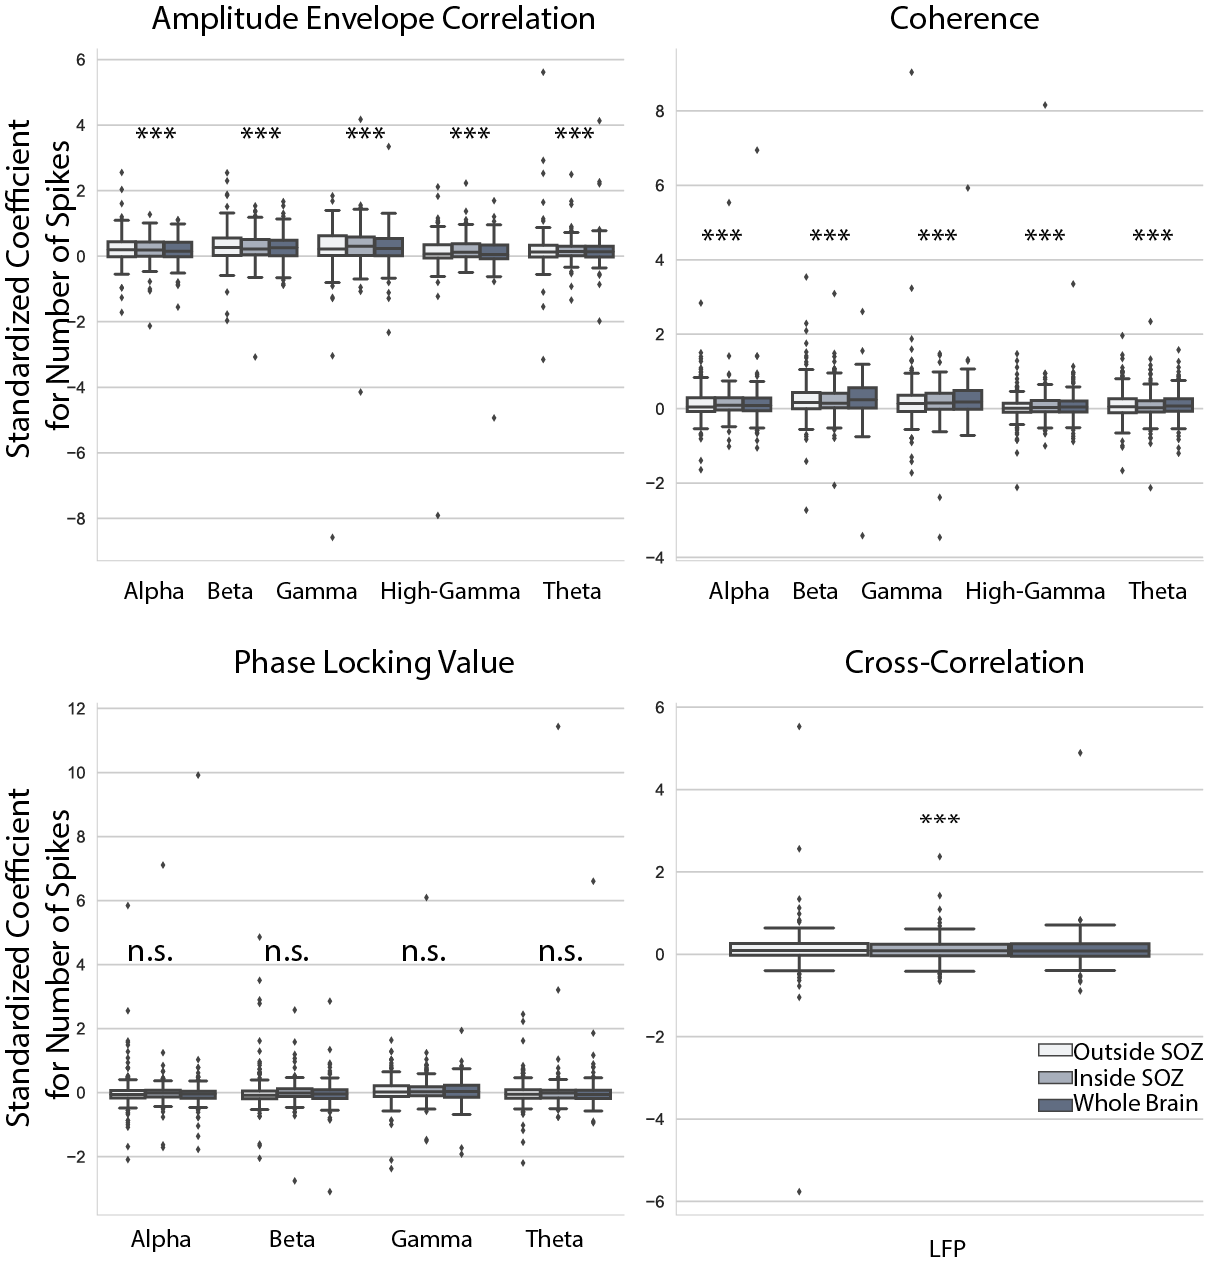 Amplitude Envelope Correlation
Standardized Coefficient
for Number of Spikes
6
4
2
0
−2
−4
−6
−8
*** *** *** *** ***
Alpha Beta Gamma High-Gamma Theta
Coherence
8
6
4
2
0
−2
−4
*** *** *** *** ***
Alpha Beta Gamma High-Gamma Theta
Phase Locking Value
Standardized Coefficient
for Number of Spikes
12
10
8
6
4
2
0
−2
n.s. n.s. n.s. n.s.
Alpha Beta Gamma Theta
Cross-Correlation
6
4
2
0
−2
−4
−6
***
Outside SOZ
Inside SOZ
Whole Brain
LFP